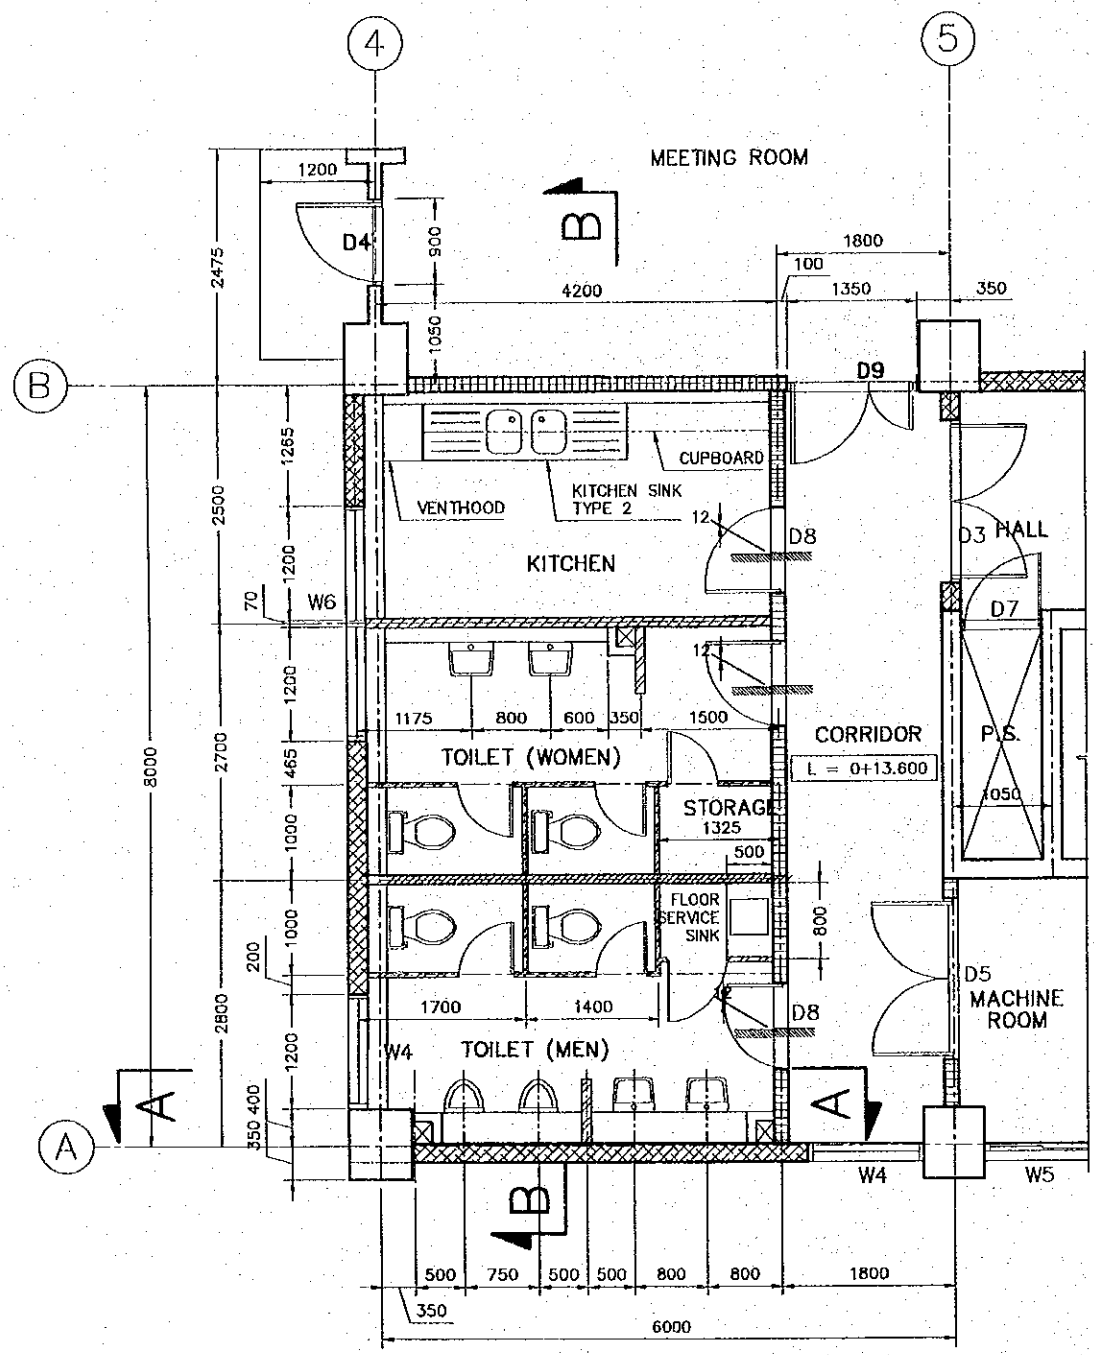 4
5
MEETING ROOM
1200
B
D4
900
2475
1800
100
4200
1350
350
1050
B
D9
1265
CUPBOARD
VENTHOOD
KITCHEN SINK
TYPE 2
2500
12
D8
D3
HALL
KITCHEN
1200
70
W6
D7
12
1200
1175
800
600
350
1500
CORRIDOR
P.S.
TOILET (WOMEN)
L = 0+13.600
465
2700
8000
STORAGE
1325
1050
1000
500
FLOOR
SERVICE
SINK
800
1000
200
D5
MACHINE
ROOM
1700
1400
12
D8
2800
1200
W4
TOILET (MEN)
A
A
400
350
A
W4
W5
B
500
750
500
500
800
800
1800
350
6000